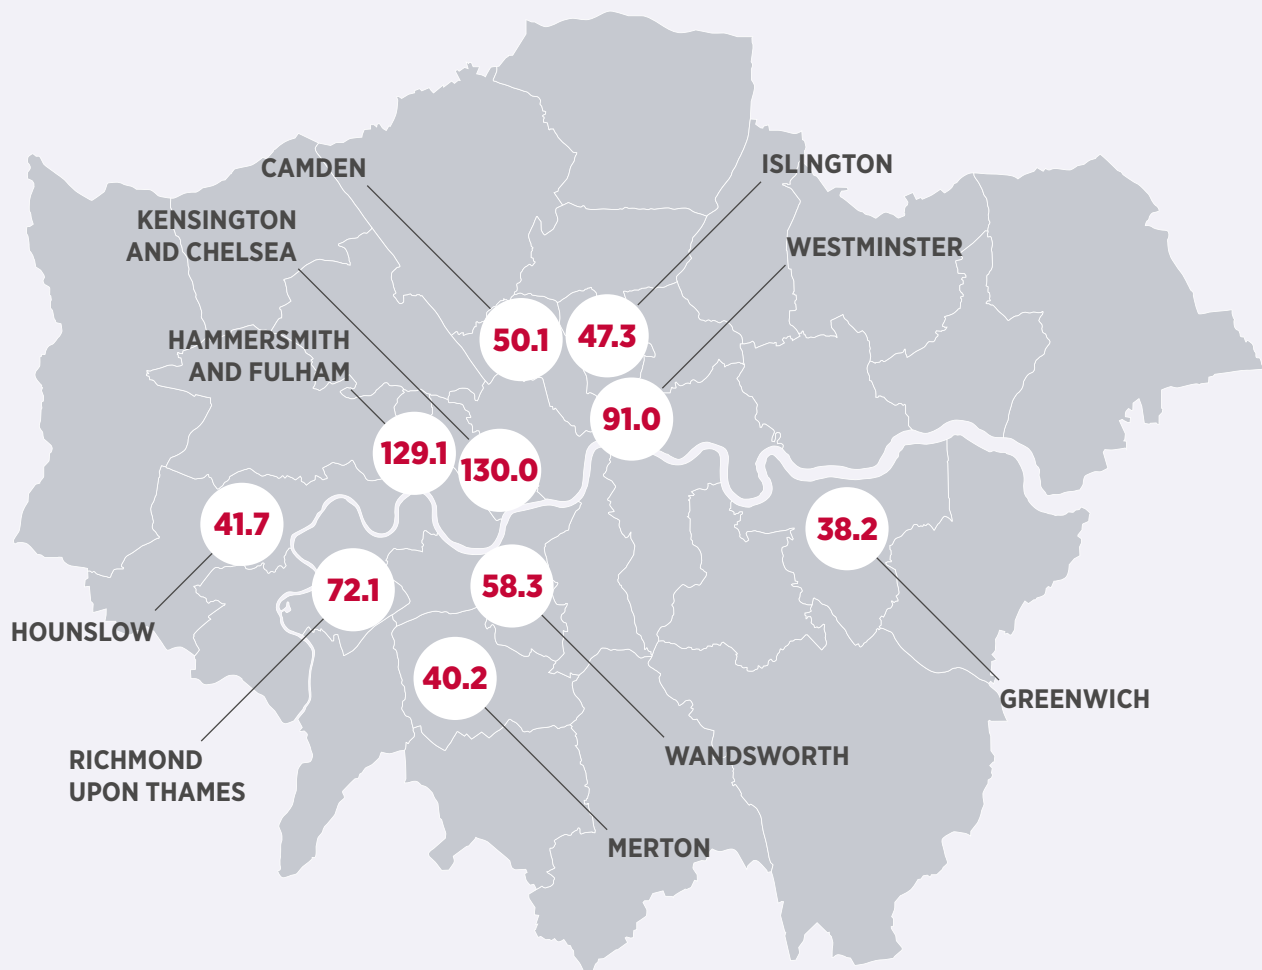 CAMDEN
ISLINGTON
KENSINGTON
AND CHELSEA
WESTMINSTER
HAMMERSMITH
AND FULHAM
50.1
47.3
91.0
129.1
130.0
41.7
38.2
72.1
58.3
HOUNSLOW
40.2
GREENWICH
RICHMOND
UPON THAMES
WANDSWORTH
MERTON